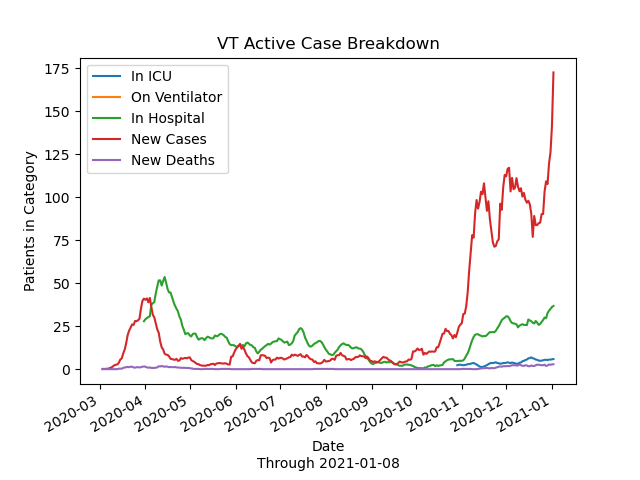 VT Active Case Breakdown
In ICU
On Ventilator
In Hospital
New Cases
New Deaths
Patients in Category
175
150
125
100
75
50
25
0
2020-03
2020-04
2020-05
2020-06
2020-07
2020-08
2020-09
2020-10
2020-11
2020-12
2021-01
Date
Through 2021-01-08